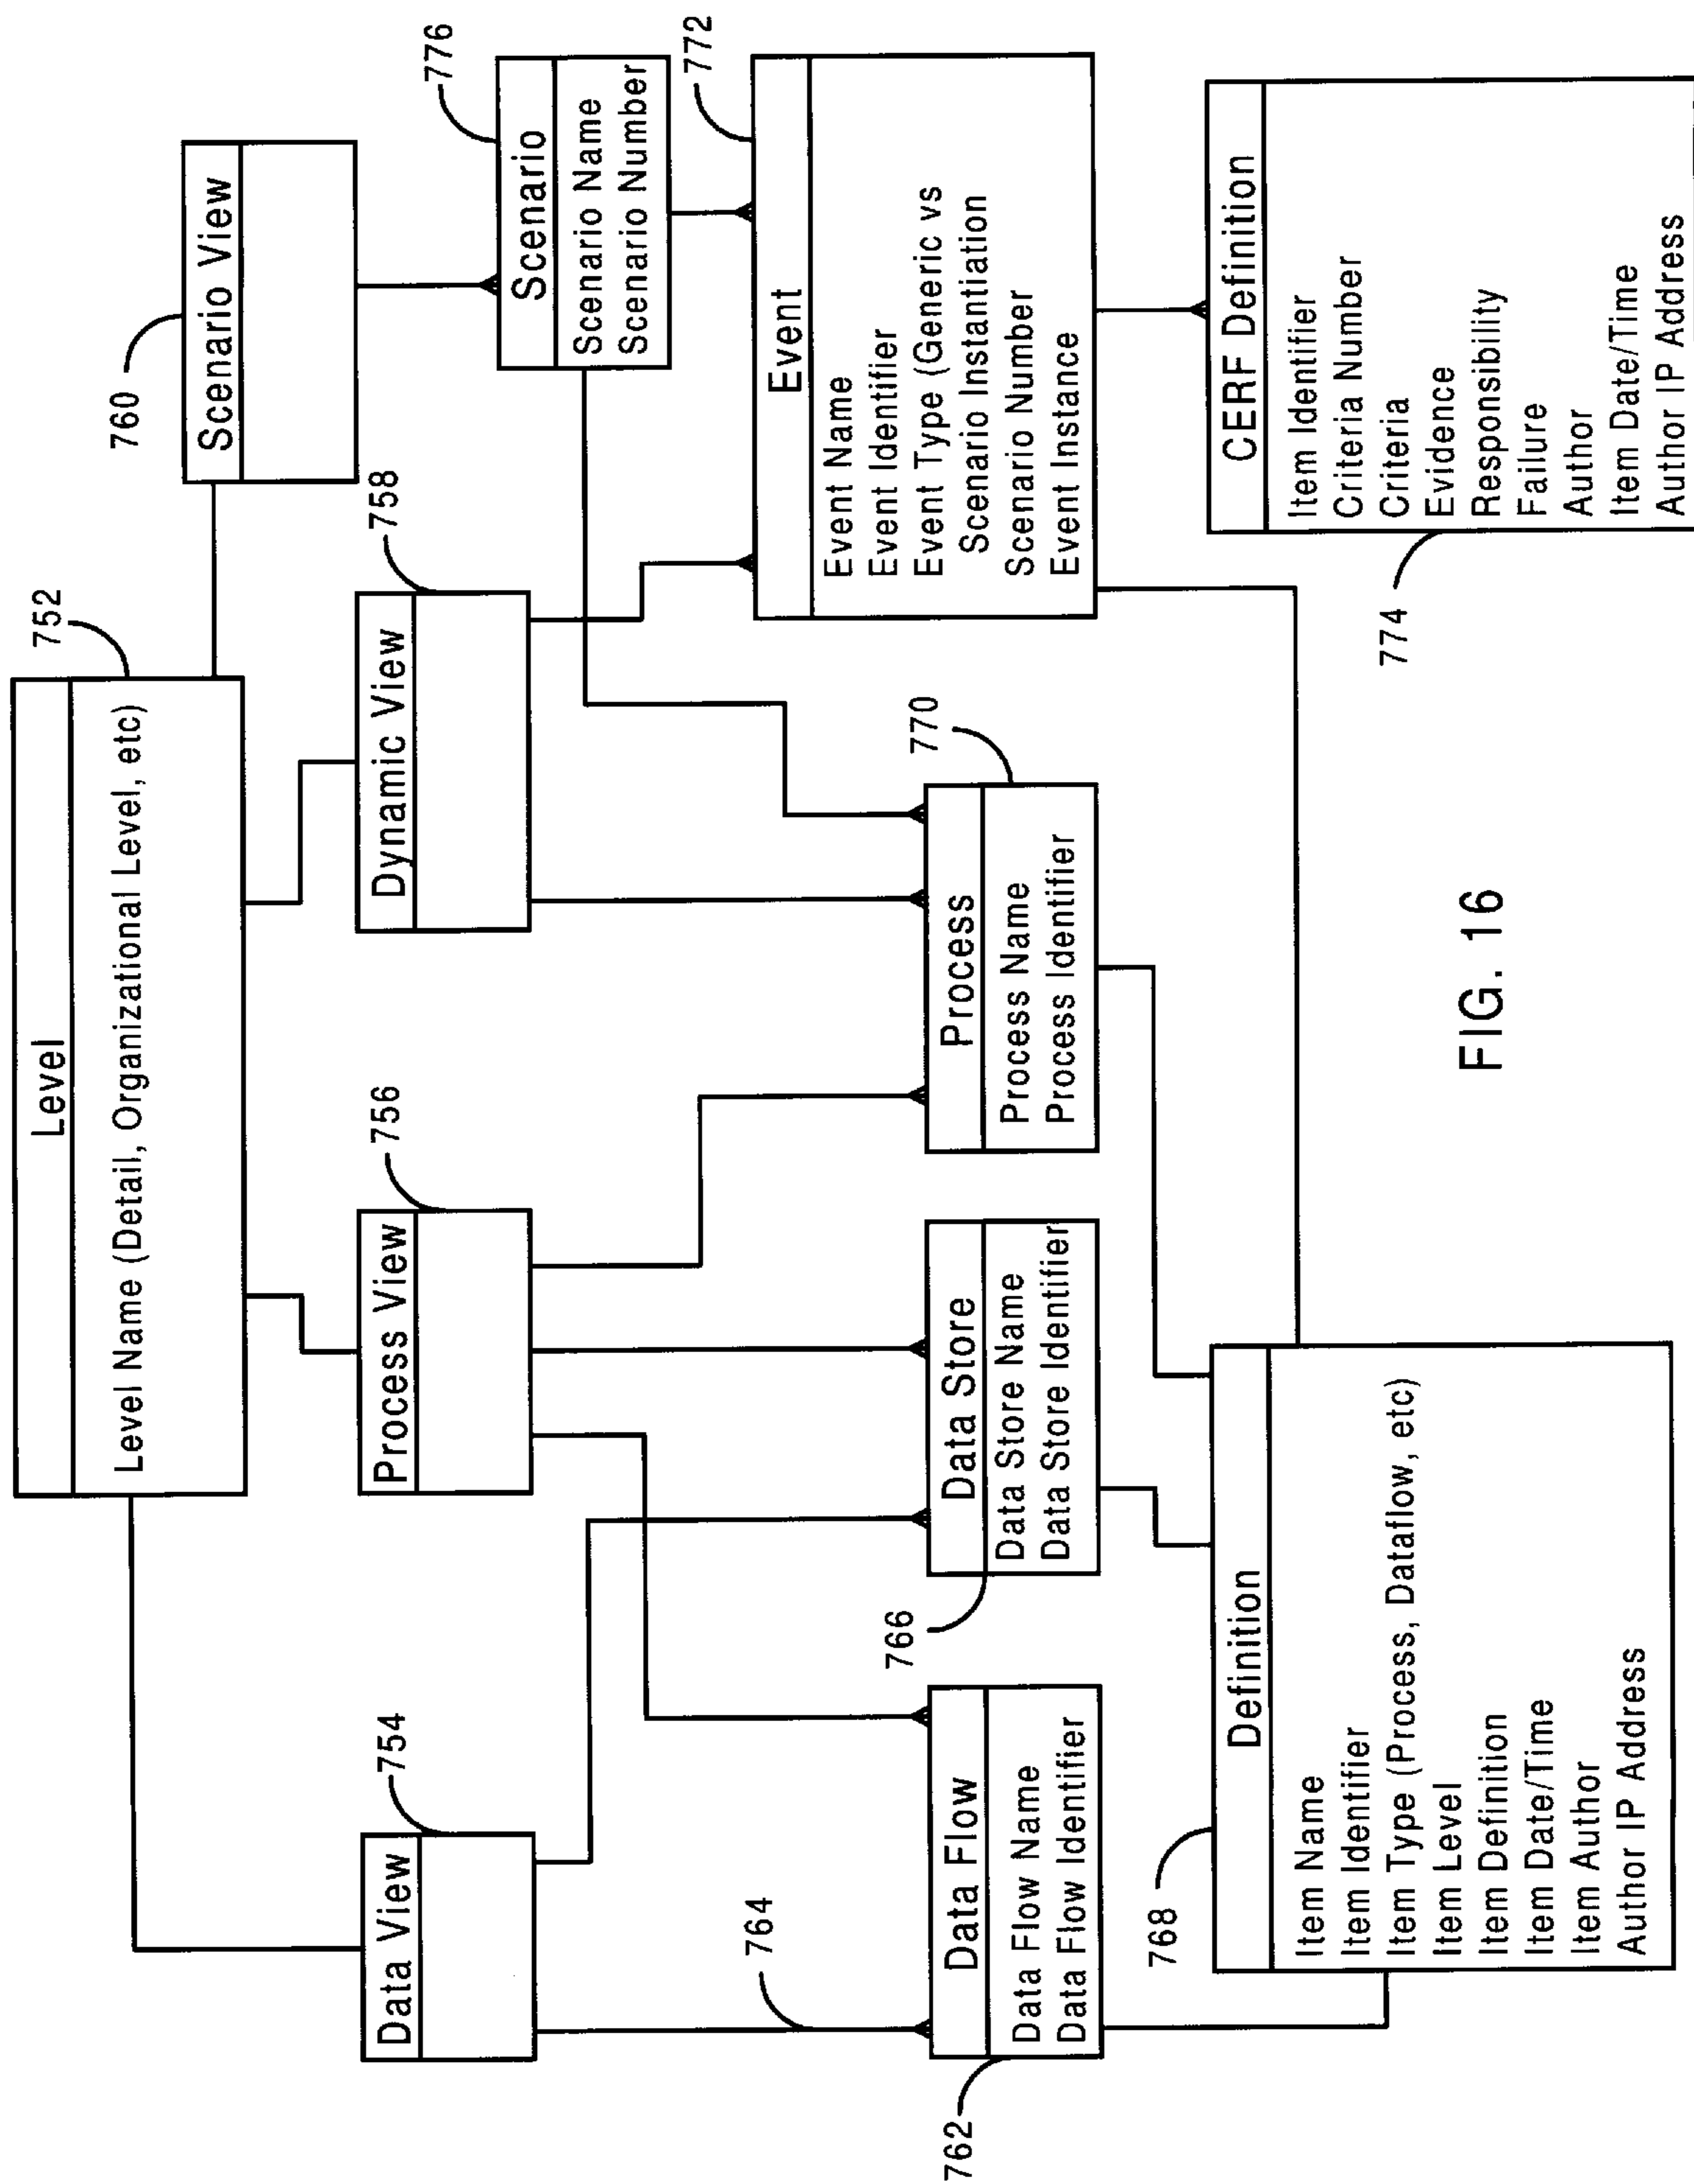 Level
Level Name (Detail, Organizational Level, etc)
752
Scenario View
760
Data View
754
Process View
756
Dynamic View
758
Scenario
Scenario Name
Scenario Number
776
764
Data Flow
Data Flow Name
Data Flow Identifier
762
Data Store
Data Store Name
Data Store Identifier
766
Process
Process Name
Process Identifier
770
Event
Event Name
Event Identifier
Event Type (Generic vs
Scenario Instantiation
Scenario Number
Event Instance
772
Definition
Item Name
Item Identifier
Item Type (Process, Dataflow, etc)
Item Level
Item Definition
Item Date/Time
Item Author
Author IP Address
768
CERF Definition
Item Identifier
Criteria Number
Criteria
Evidence
Responsibility
Failure
Author
Item Date/Time
Author IP Address
774
FIG. 16